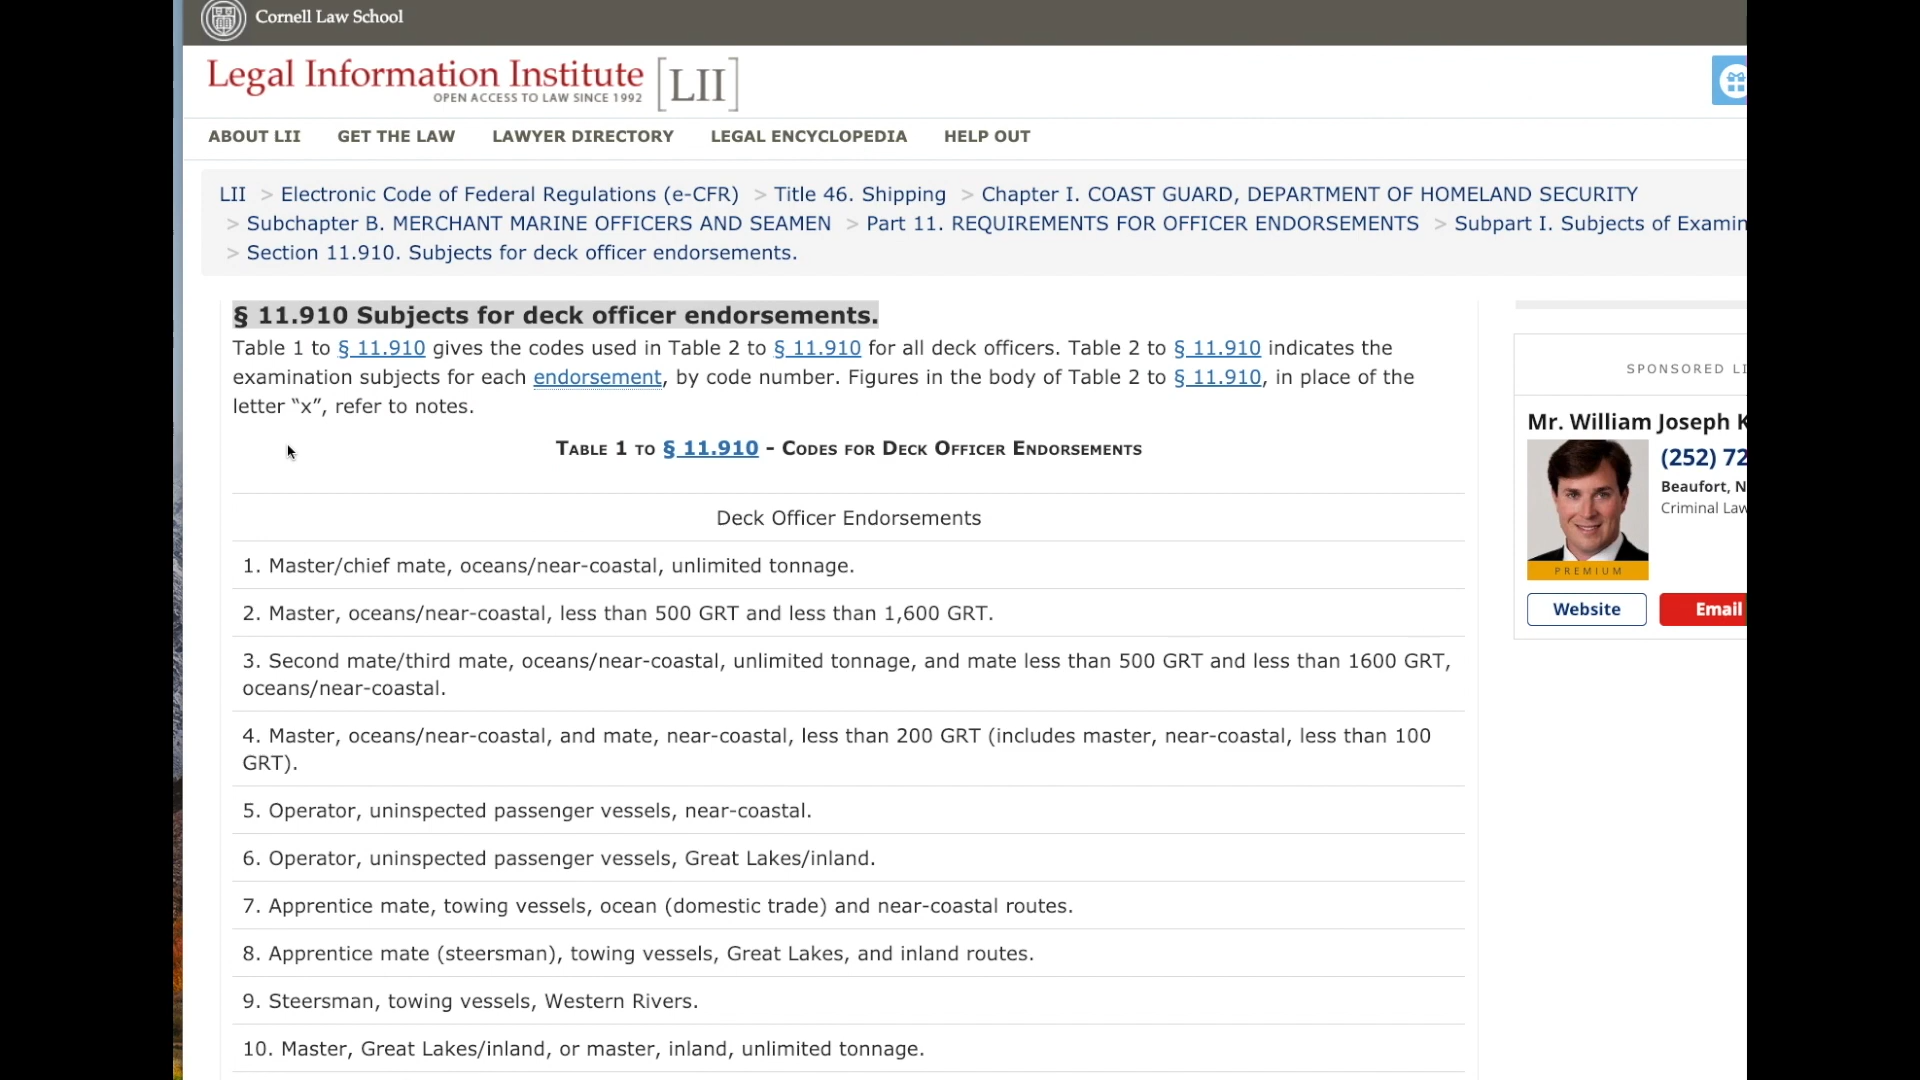 Cornell Law School
Legal Information Institute [LII]
OPEN ACCESS TO LAW SINCE 1992
ABOUT LII GET THE LAW LAWYER DIRECTORY LEGAL ENCYCLOPEDIA HELP OUT
LII > Electronic Code of Federal Regulations (e-CFR) > Title 46. Shipping > Chapter I. COAST GUARD, DEPARTMENT OF HOMELAND SECURITY
> Subchapter B. MERCHANT MARINE OFFICERS AND SEAMEN > Part 11. REQUIREMENTS FOR OFFICER ENDORSEMENTS > Subpart I. Subjects of Examin
> Section 11.910. Subjects for deck officer endorsements.
§ 11.910 Subjects for deck officer endorsements.
Table 1 to § 11.910 gives the codes used in Table 2 to § 11.910 for all deck officers. Table 2 to § 11.910 indicates the
examination subjects for each endorsement, by code number. Figures in the body of Table 2 to § 11.910, in place of the
letter “x”, refer to notes.
Table 1 to § 11.910 - Codes for Deck Officer Endorsements
Deck Officer Endorsements
1. Master/chief mate, oceans/near-coastal, unlimited tonnage.
2. Master, oceans/near-coastal, less than 500 GRT and less than 1,600 GRT.
3. Second mate/third mate, oceans/near-coastal, unlimited tonnage, and mate less than 500 GRT and less than 1600 GRT,
oceans/near-coastal.
4. Master, oceans/near-coastal, and mate, near-coastal, less than 200 GRT (includes master, near-coastal, less than 100
GRT).
5. Operator, uninspected passenger vessels, near-coastal.
6. Operator, uninspected passenger vessels, Great Lakes/inland.
7. Apprentice mate, towing vessels, ocean (domestic trade) and near-coastal routes.
8. Apprentice mate (steersman), towing vessels, Great Lakes, and inland routes.
9. Steersman, towing vessels, Western Rivers.
10. Master, Great Lakes/inland, or master, inland, unlimited tonnage.
SPONSORED LI
Mr. William Joseph K
(252) 72
Beaufort, N
Criminal Law
PREMIUM
Website Email